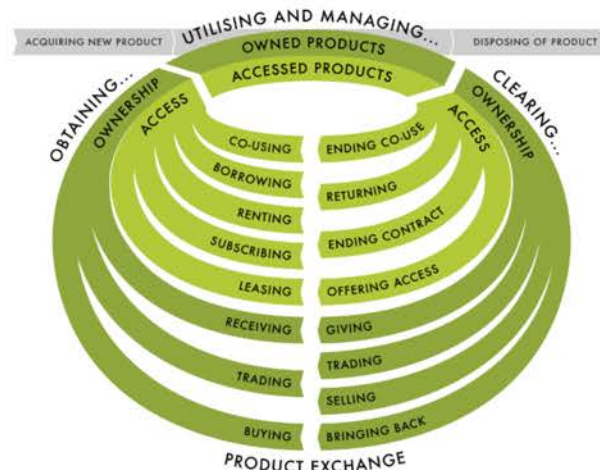 UTILISING AND MANAGING...
ACQUIRING NEW PRODUCT
OWNED PRODUCTS
DISPOSING OF PRODUCT
ACCESSED PRODUCTS
OBTAINING...
OWNERSHIP
ACCESS
CLEARING...
OWNERSHIP
ACCESS
CO-USING
BORROWING
RENTING
SUBSCRIBING
LEASING
RECEIVING
TRADING
BUYING
ENDING CO-USE
RETURNING
ENDING CONTRACT
OFFERING ACCESS
GIVING
TRADING
SELLING
BRINGING BACK
PRODUCT EXCHANGE